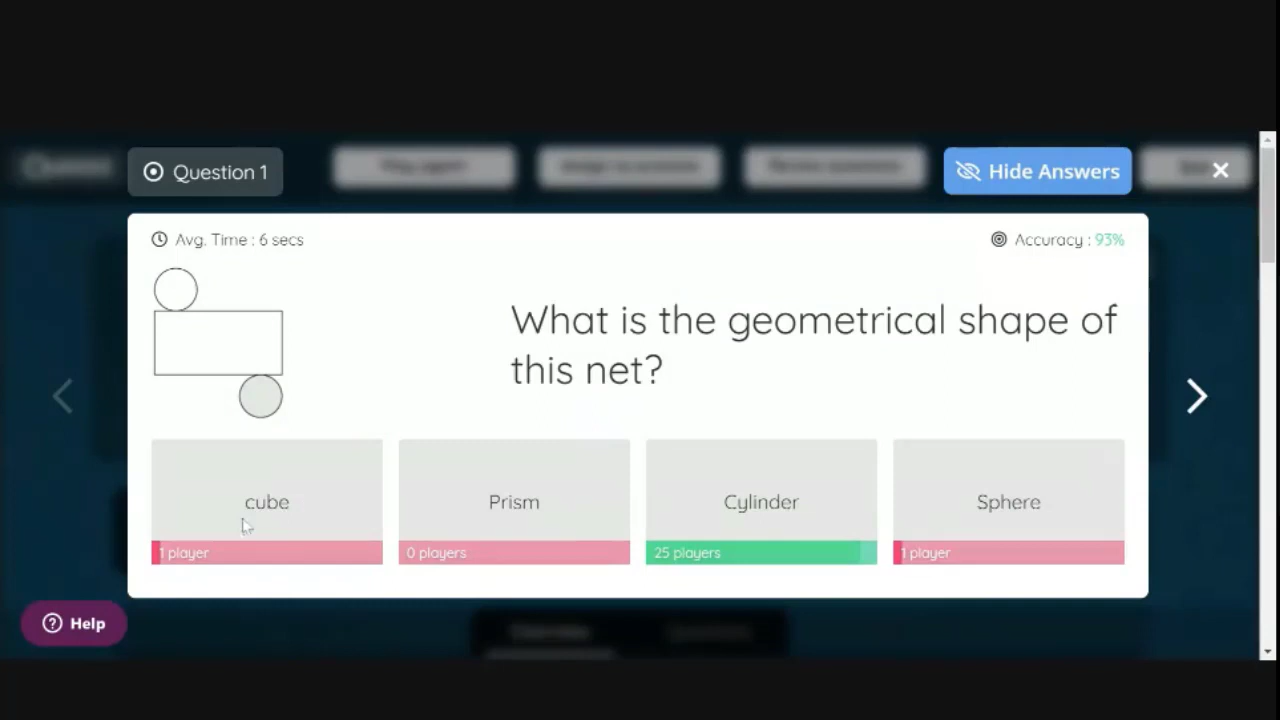 Question 1
Hide Answers
Avg. Time : 6 secs
Accuracy : 93%
What is the geometrical shape of
this net?
cube
Prism
Cylinder
Sphere
1 player
0 players
25 players
1 player
Help